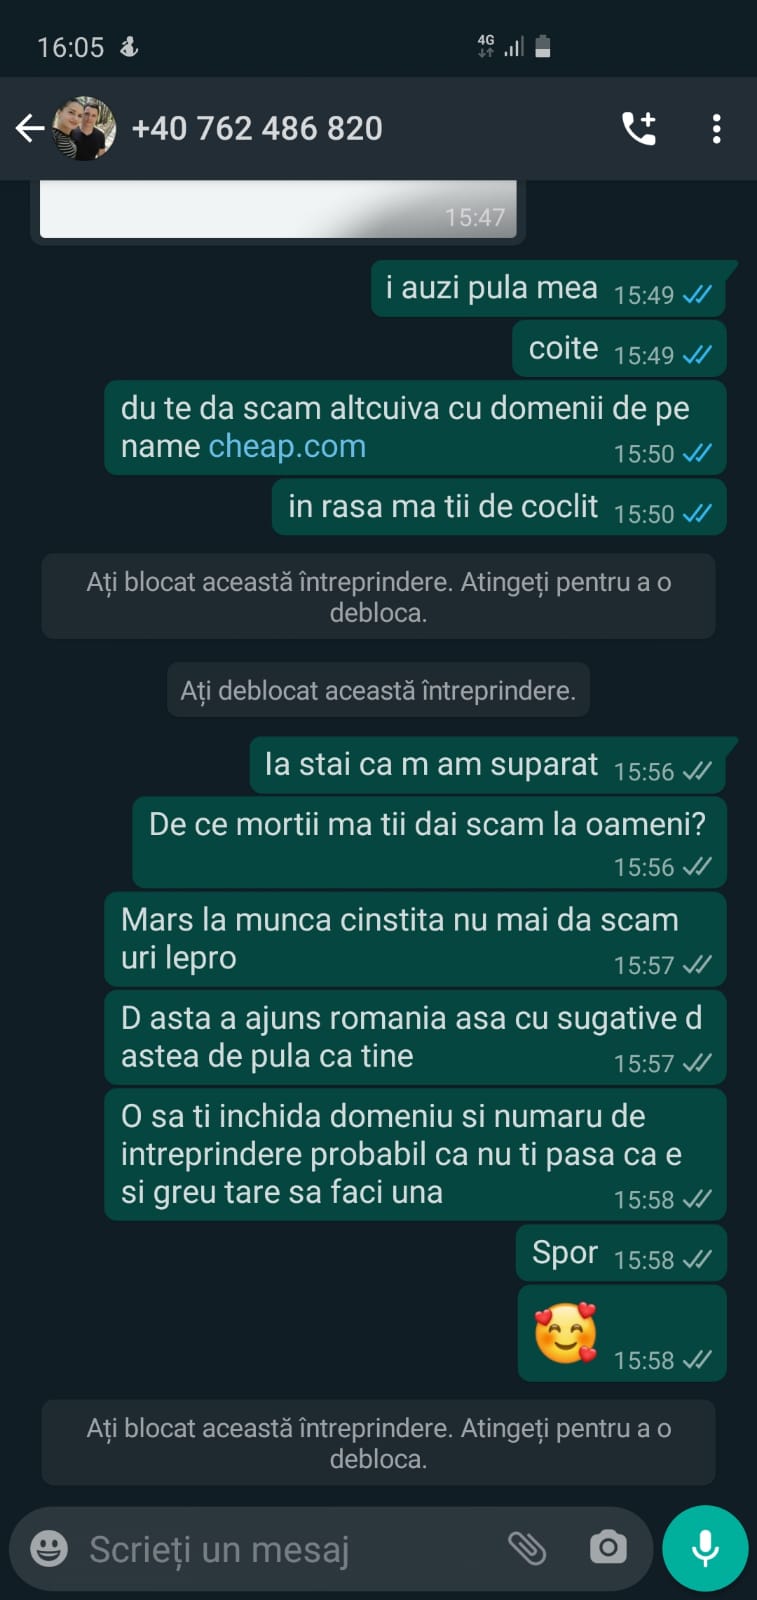 16:05
4G
+40 762 486 820
15:47
i auzi pula mea 15:49
coite 15:49
du te da scam altcuiva cu domenii de pe
name cheap.com 15:50
in rasa ma tii de coclit 15:50
Ați blocat această întreprindere. Atingeți pentru a o
debloca.
Ați deblocat această întreprindere.
Ia stai ca m am suparat 15:56
De ce mortii ma tii dai scam la oameni?
15:56
Mars la munca cinstita nu mai da scam
uri lepro 15:57
D asta a ajuns romania asa cu sugative d
astea de pula ca tine 15:57
O sa ti inchida domeniu si numaru de
intreprindere probabil ca nu ti pasa ca e
si greu tare sa faci una 15:58
Spor 15:58
15:58
Ați blocat această întreprindere. Atingeți pentru a o
debloca.
Scrieți un mesaj